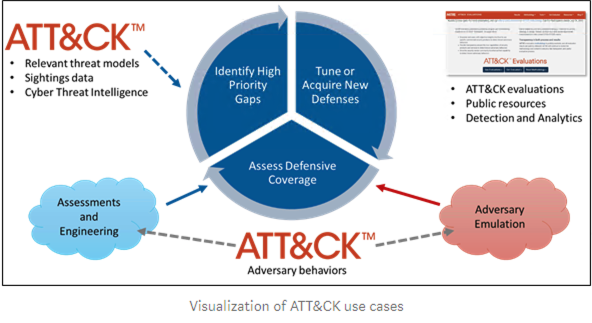 ATT&CK™
• Relevant threat models
• Sightings data
• Cyber Threat Intelligence
Identify High
Priority
Gaps
Tune or
Acquire New
Defenses
Assess Defensive
Coverage
ATT&CK™ Evaluations
• ATT&CK evaluations
• Public resources
• Detection and Analytics
Assessments
and
Engineering
Adversary
Emulation
ATT&CK™
Adversary behaviors
Visualization of ATT&CK use cases